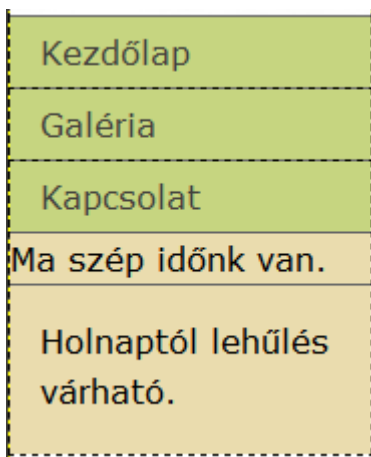 Kezdőlap
Galéria
Kapcsolat
Ma szép időnk van.
Holnaptól lehűlés
várható.